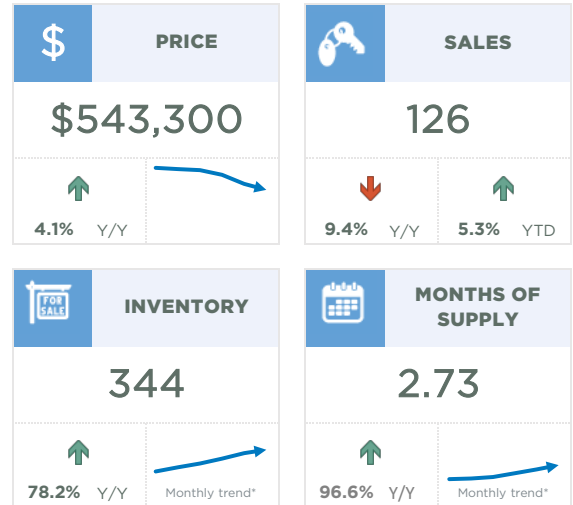 $
PRICE
$543,300
4.1% Y/Y
SALES
126
9.4% Y/Y
5.3% YTD
FOR
SALE
INVENTORY
344
78.2% Y/Y
Monthly trend*
MONTHS OF
SUPPLY
2.73
96.6% Y/Y
Monthly trend*